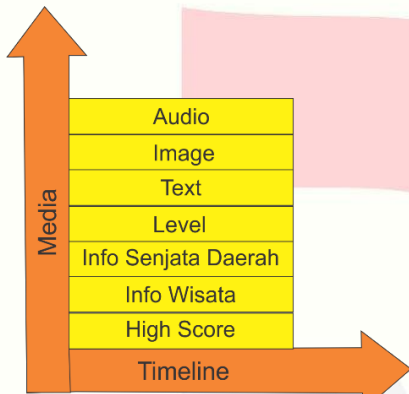 Audio
Image
Text
Level
Info Senjata Daerah
Info Wisata
High Score
Media
Timeline